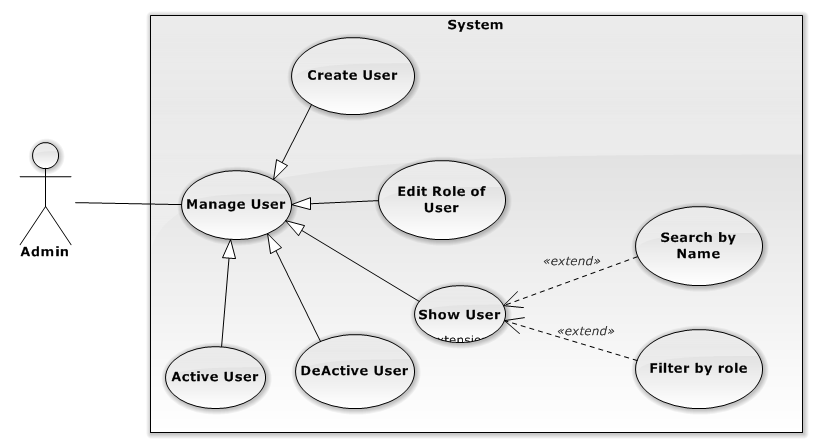 System
Create User
Manage User
Edit Role of
User
Search by
Name
«extend»
Admin
Show User
«extend»
Filter by role
Active User
DeActive User